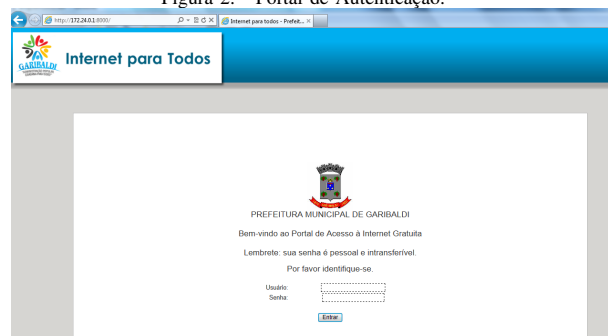 Figura 2. Portal de Autenticação.
http://172.24.0.1:8000/
Internet para todos - Prefeit...
GARIBALDI
Internet para Todos
PREFEITURA MUNICIPAL DE GARIBALDI
Bem-vindo ao Portal de Acesso à Internet Gratuita
Lembrete: sua senha é pessoal e intransferível.
Por favor identifique-se.
Usuário:
Senha:
Entrar